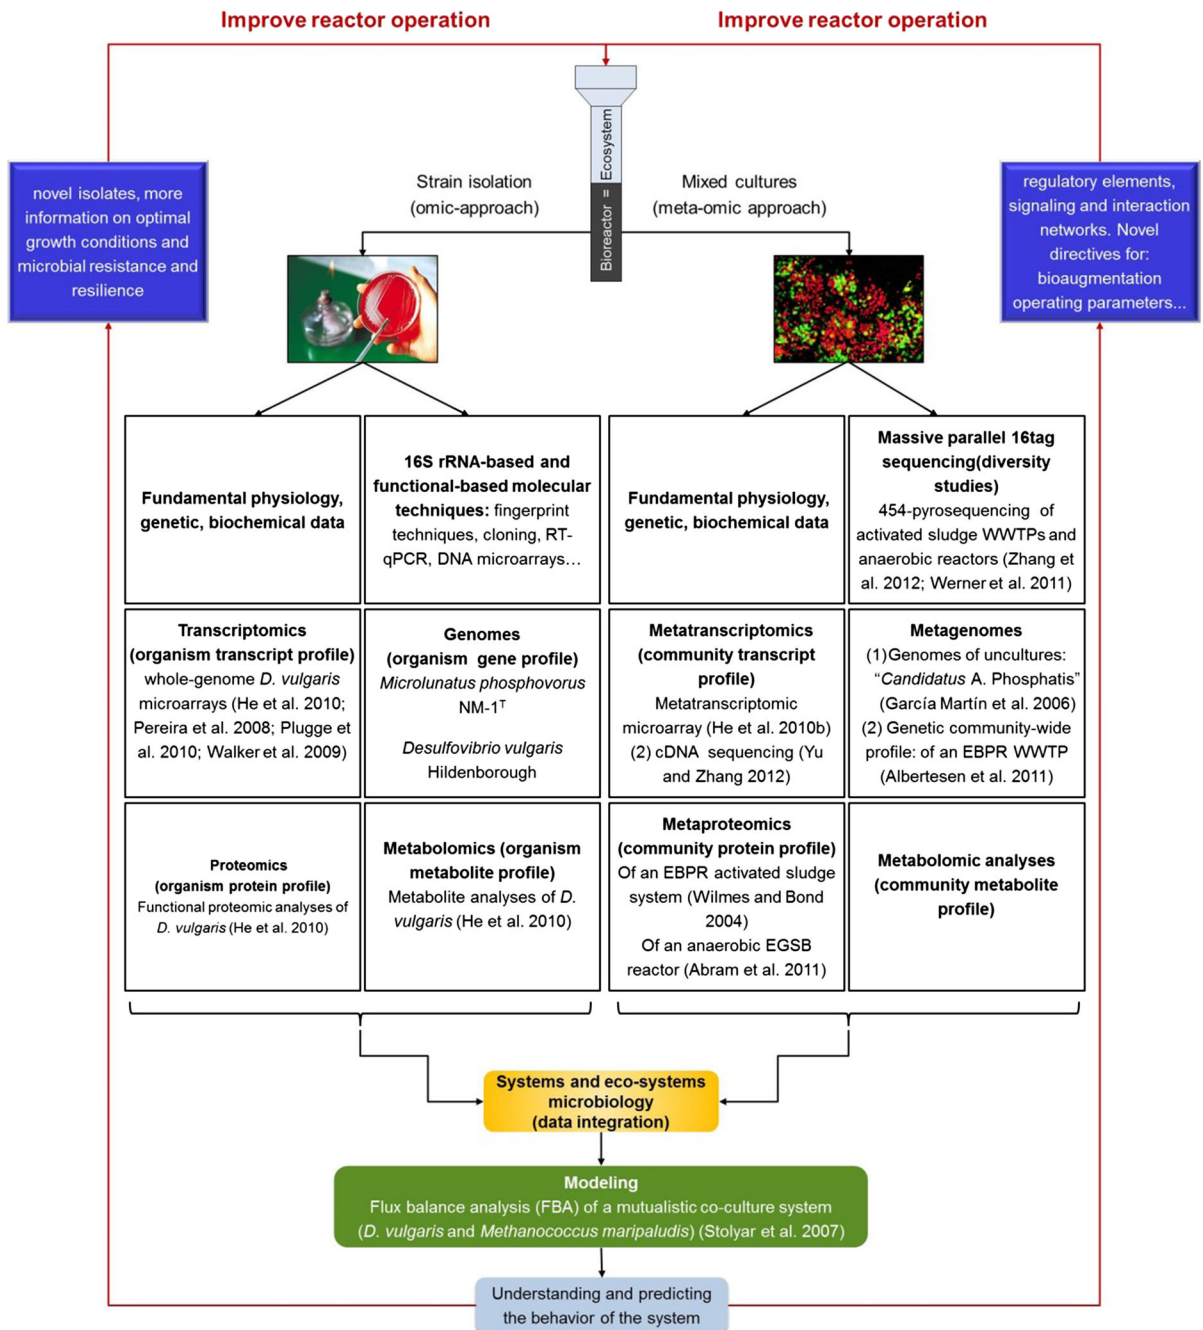 Improve reactor operation
Improve reactor operation
Bioreactor = Ecosystem
Strain isolation
(omic-approach)
Mixed cultures
(meta-omic approach)
novel isolates, more
information on optimal
growth conditions and
microbial resistance and
resilience
regulatory elements,
signaling and interaction
networks. Novel
directives for:
bioaugmentation
operating parameters...
Fundamental physiology,
genetic, biochemical data
16S rRNA-based and
functional-based molecular
techniques: fingerprint
techniques, cloning, RT-
qPCR, DNA microarrays…
Fundamental physiology,
genetic, biochemical data
Massive parallel 16tag
sequencing(diversity
studies)
454-pyrosequencing of
activated sludge WWTPs and
anaerobic reactors (Zhang et
al. 2012; Werner et al. 2011)
Transcriptomics
(organism transcript profile)
whole-genome D. vulgaris
microarrays (He et al. 2010;
Pereira et al. 2008; Plugge et
al. 2010; Walker et al. 2009)
Genomes
(organism gene profile)
Microlunatus phosphovorus
NM-1ᵀ
Desulfovibrio vulgaris
Hildenborough
Metatranscriptomics
(community transcript
profile)
Metatranscriptomic
microarray (He et al. 2010b)
(2) cDNA sequencing (Yu
and Zhang 2012)
Metagenomes
(1) Genomes of uncultures:
“Candidatus A. Phosphatis”
(García Martín et al. 2006)
(2) Genetic community-wide
profile: of an EBPR WWTP
(Albertesen et al. 2011)
Proteomics
(organism protein profile)
Functional proteomic analyses of
D. vulgaris (He et al. 2010)
Metabolomics (organism
metabolite profile)
Metabolite analyses of D.
vulgaris (He et al. 2010)
Metaproteomics
(community protein profile)
Of an EBPR activated sludge
system (Wilmes and Bond
2004)
Of an anaerobic EGSB
reactor (Abram et al. 2011)
Metabolomic analyses
(community metabolite
profile)
Systems and eco-systems
microbiology
(data integration)
Modeling
Flux balance analysis (FBA) of a mutualistic co-culture system
(D. vulgaris and Methanococcus maripaludis) (Stolyar et al. 2007)
Understanding and predicting
the behavior of the system